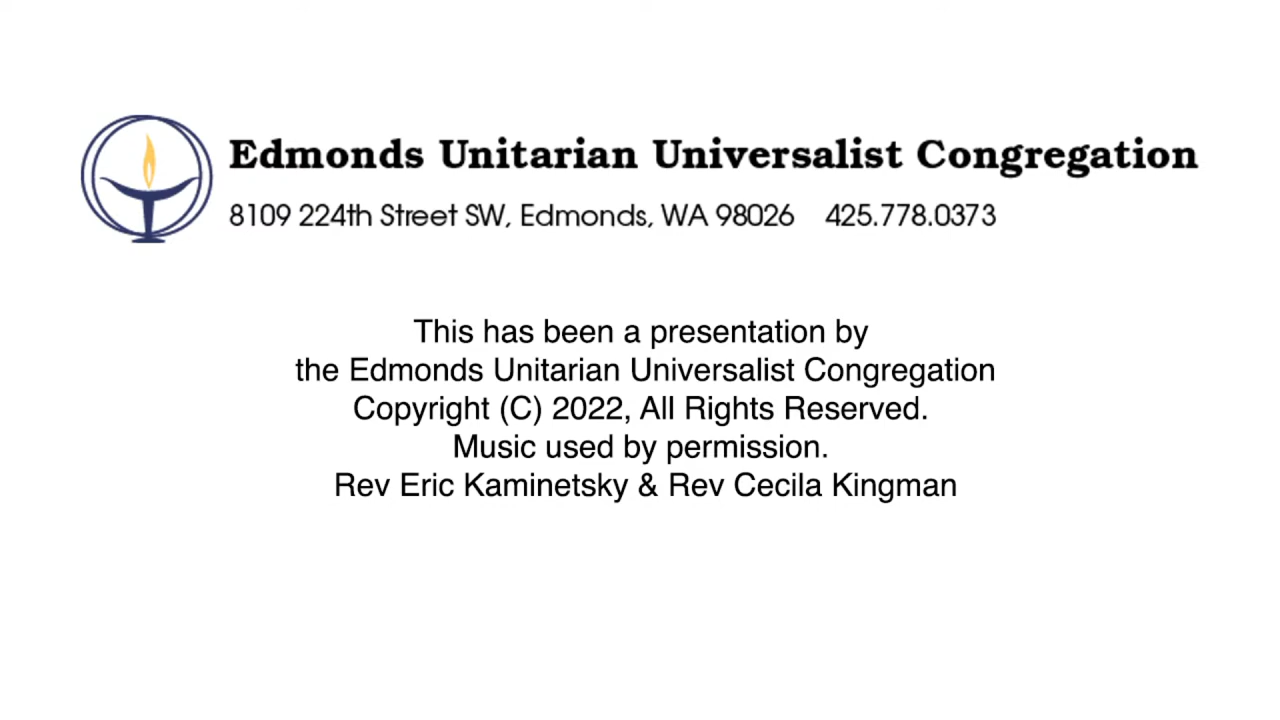 Edmonds Unitarian Universalist Congregation
8109 224th Street SW, Edmonds, WA 98026 425.778.0373
This has been a presentation by
the Edmonds Unitarian Universalist Congregation
Copyright (C) 2022, All Rights Reserved.
Music used by permission.
Rev Eric Kaminetsky & Rev Cecila Kingman